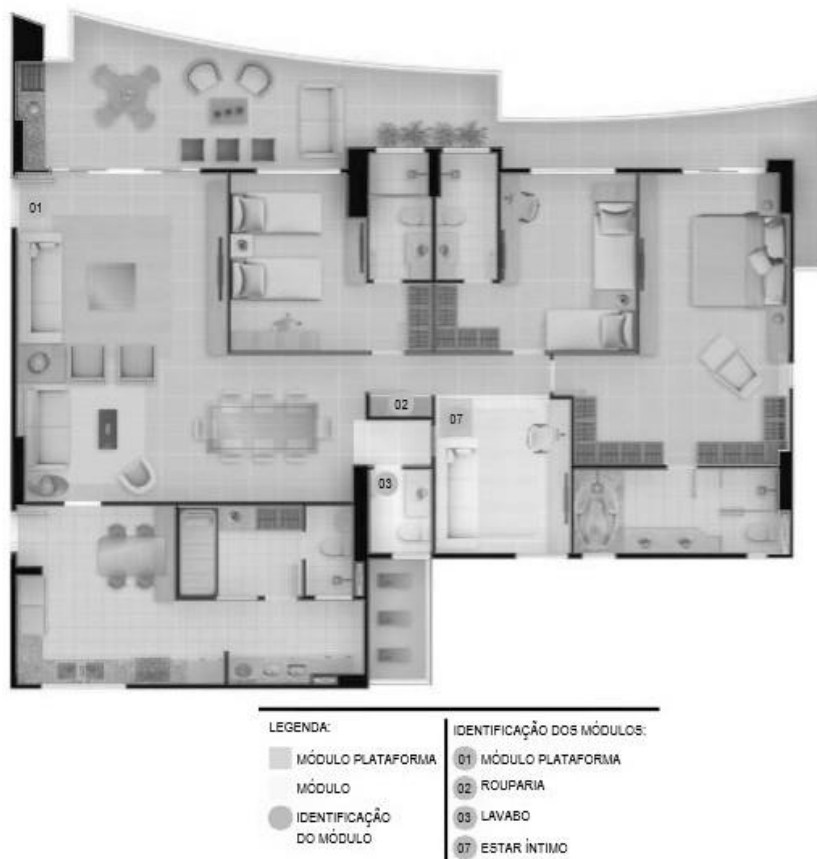 01
02
07
03
LEGENDA:
MÓDULO PLATAFORMA
MÓDULO
IDENTIFICAÇÃO
DO MÓDULO
IDENTIFICAÇÃO DOS MÓDULOS:
01 MÓDULO PLATAFORMA
02 ROUPARIA
03 LAVABO
07 ESTAR ÍNTIMO